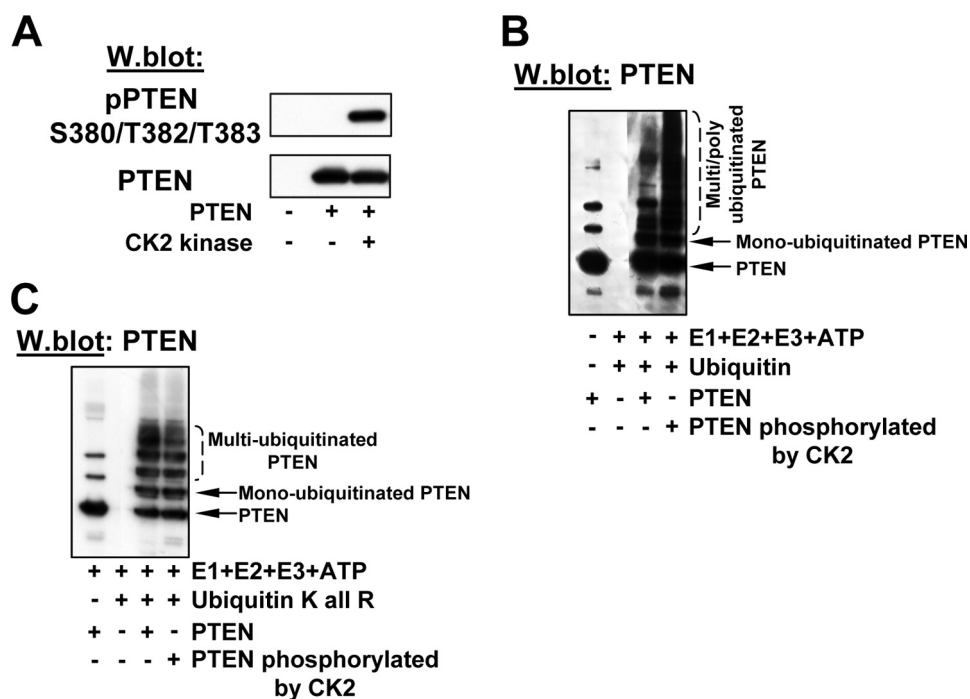 A
W.blot:
pPTEN
S380/T382/T383
PTEN
PTEN - + +
CK2 kinase - - +
B
W.blot: PTEN
Multi/poly
ubiquitinated
PTEN
Mono-ubiquitinated PTEN
PTEN
- + + + E1+E2+E3+ATP
- + + + Ubiquitin
+ - + - PTEN
- - - + PTEN phosphorylated
by CK2
C
W.blot: PTEN
Multi-ubiquitinated
PTEN
Mono-ubiquitinated PTEN
PTEN
+ + + + E1+E2+E3+ATP
- + + + Ubiquitin K all R
+ - + - PTEN
- - - + PTEN phosphorylated
by CK2